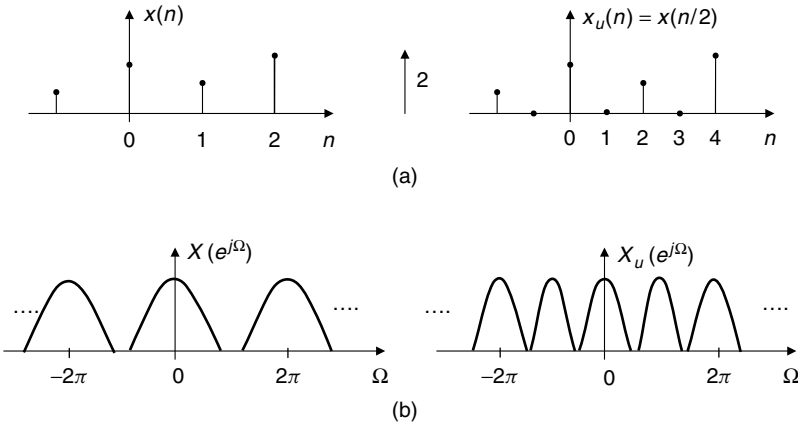 x(n)
x_u(n) = x(n/2)
2
0 1 2 n
0 1 2 3 4 n
(a)
X(e^{jΩ})
X_u(e^{jΩ})
.... .... .... ....
−2π 0 2π Ω
−2π 0 2π Ω
(b)